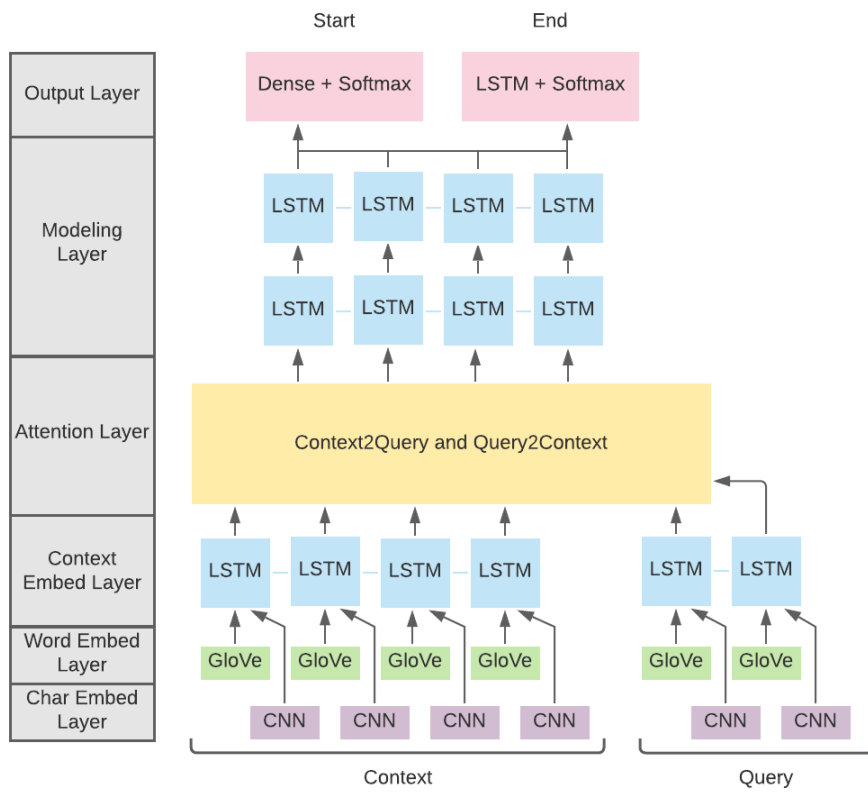 Start End
Output Layer
Dense + Softmax LSTM + Softmax
Modeling
Layer
LSTM LSTM LSTM LSTM
LSTM LSTM LSTM LSTM
Attention Layer
Context2Query and Query2Context
Context
Embed Layer
LSTM LSTM LSTM LSTM LSTM LSTM
Word Embed
Layer
GloVe GloVe GloVe GloVe GloVe GloVe
Char Embed
Layer
CNN CNN CNN CNN CNN CNN
Context Query